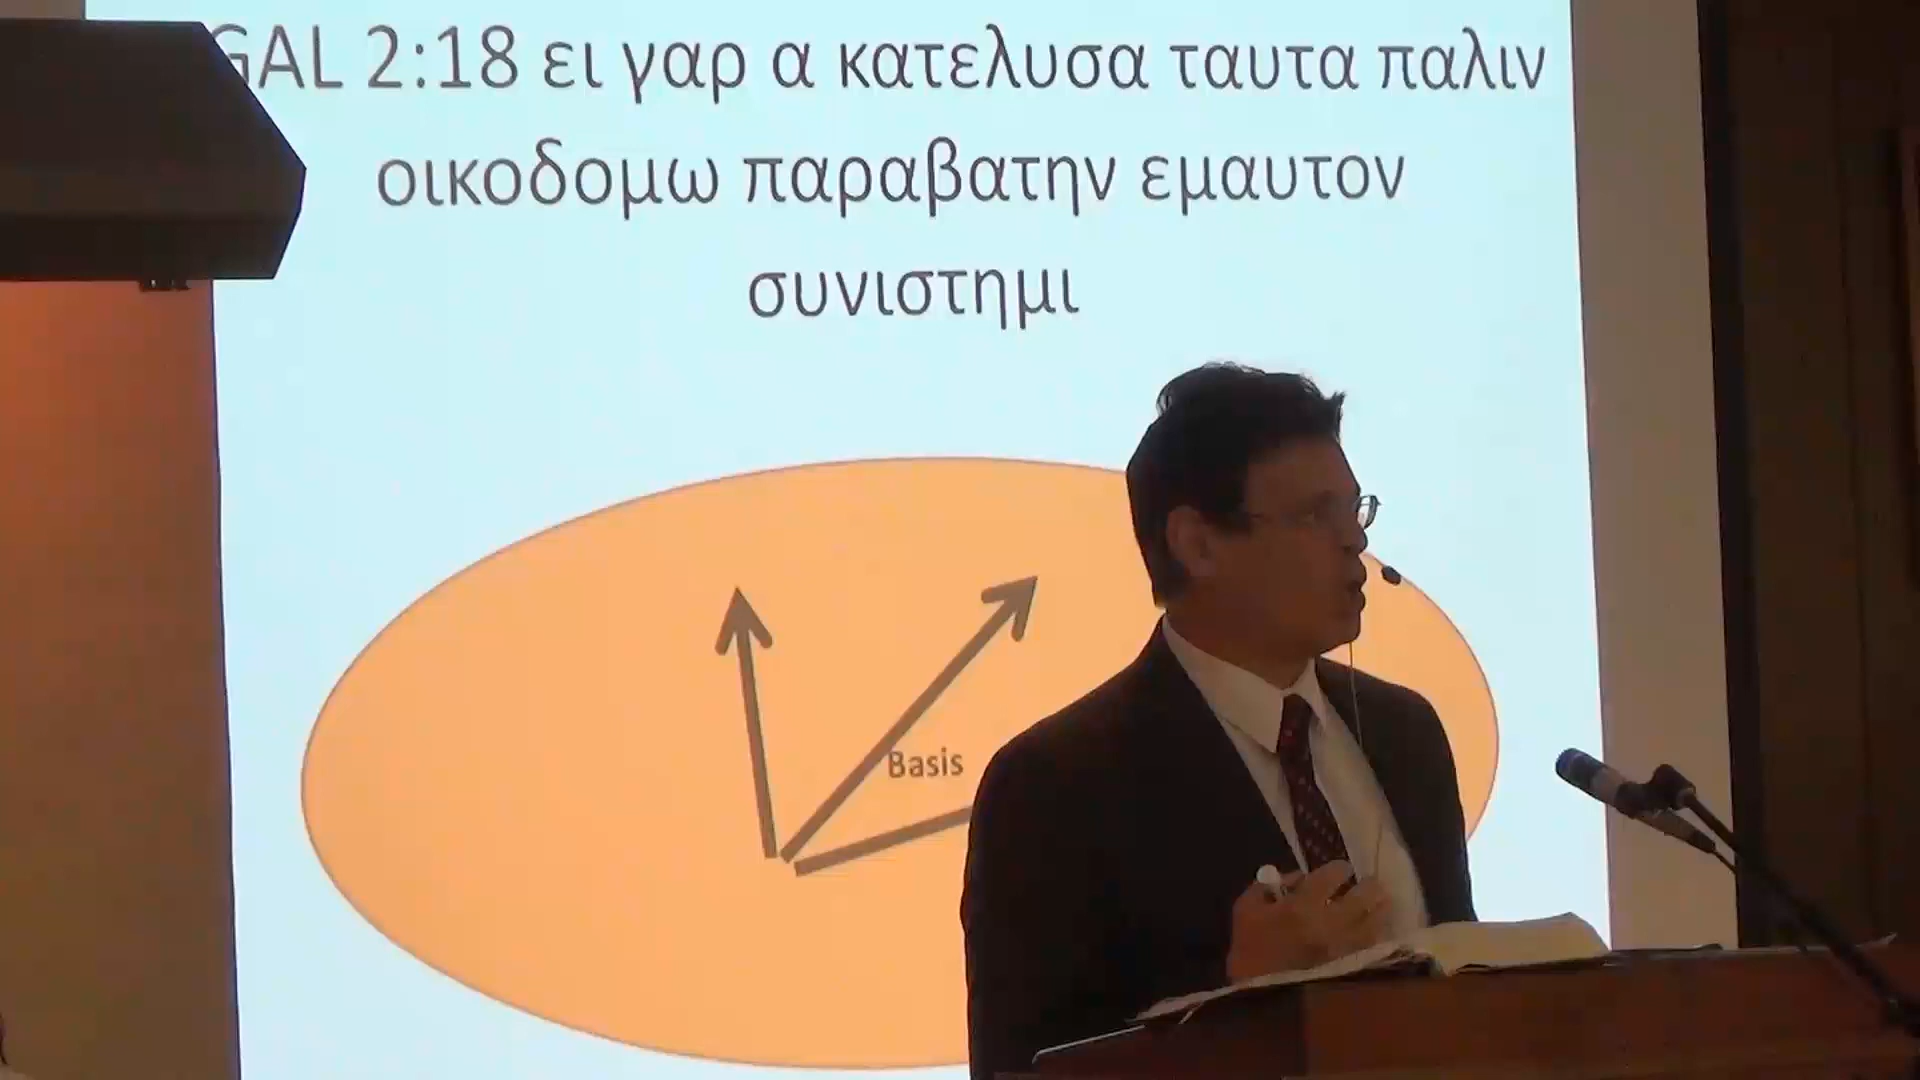 GAL 2:18 ει γαρ α κατελυσα ταυτα παλιν
οικοδομω παραβατην εμαυτον
συνιστημι
Basis